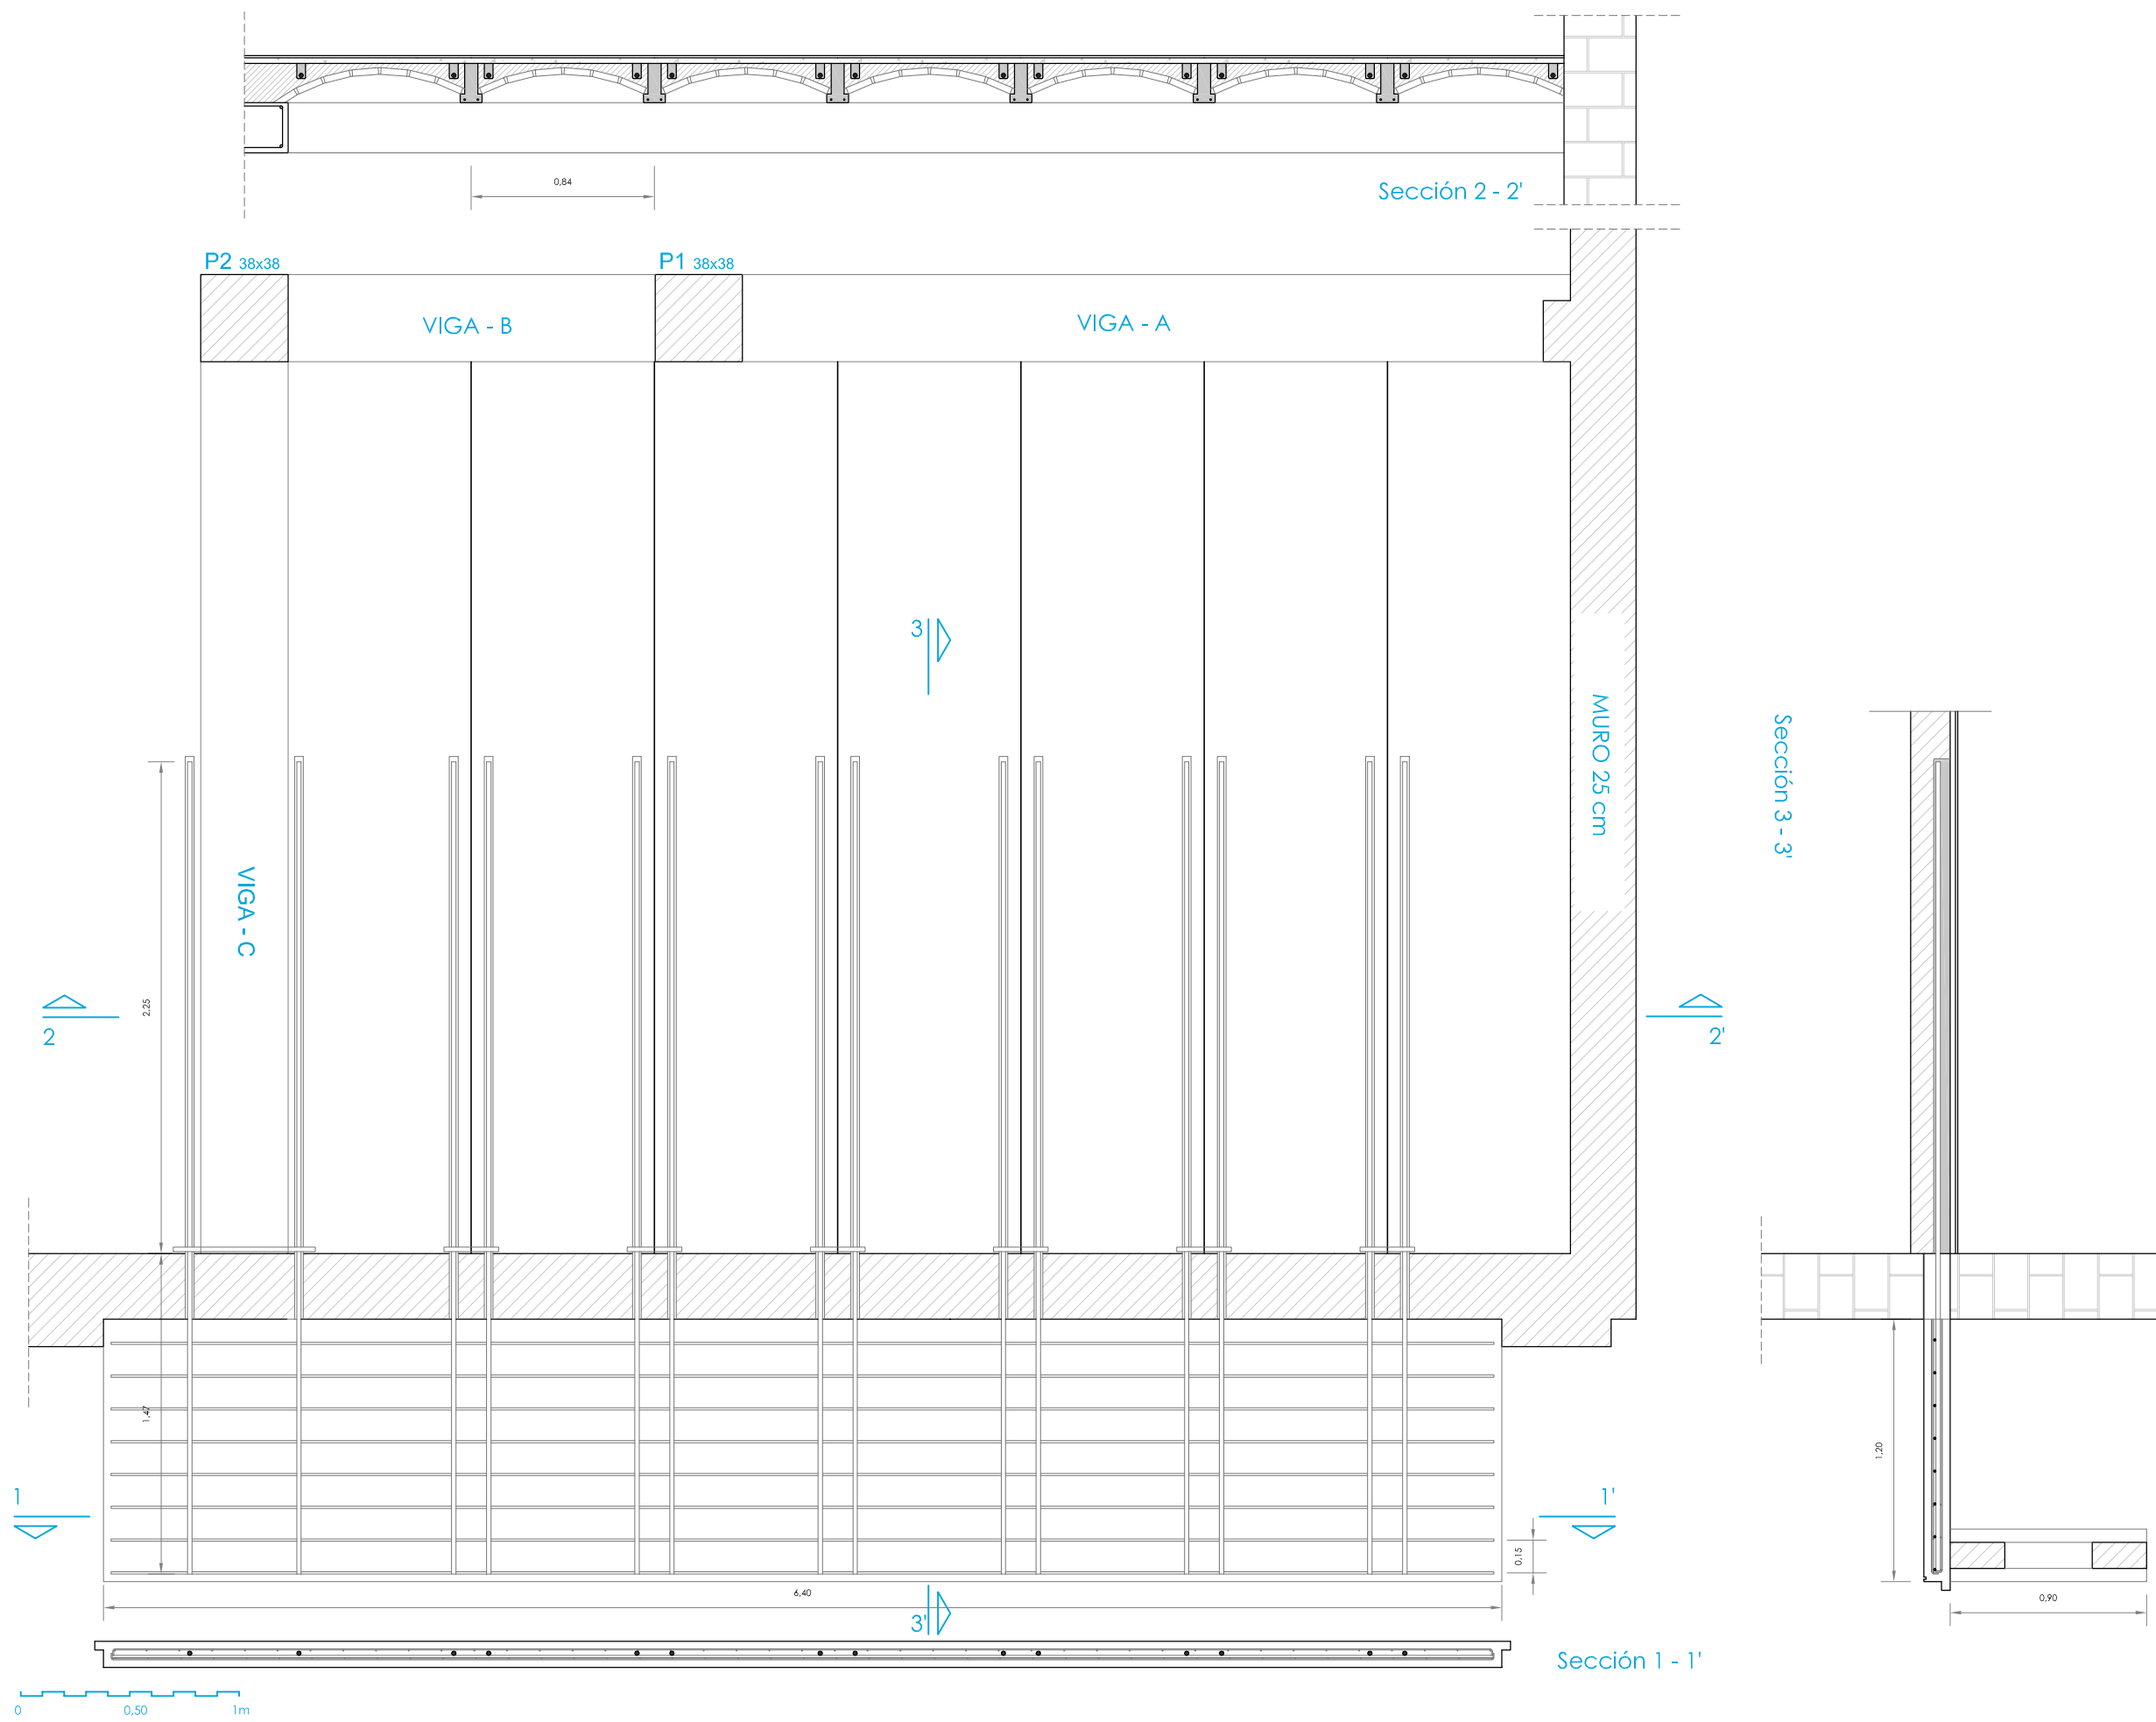 0,84
Sección 2 - 2'
P2 38x38
P1 38x38
VIGA - B
VIGA - A
3
MURO 25 cm
Sección 3 - 3'
VIGA - C
2.25
2
2'
1,47
1,20
1
1'
0,15
6,40
0,90
3'
Sección 1 - 1'
0 0,50 1m